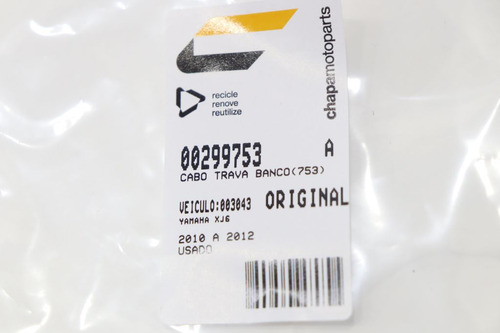 chapamotoparts
recicle
renove
reutilize
00299753 A
CABO TRAVA BANCO(753)
VEICULO:003043 ORIGINAL
YAMAHA XJ6
2010 A 2012
USADO